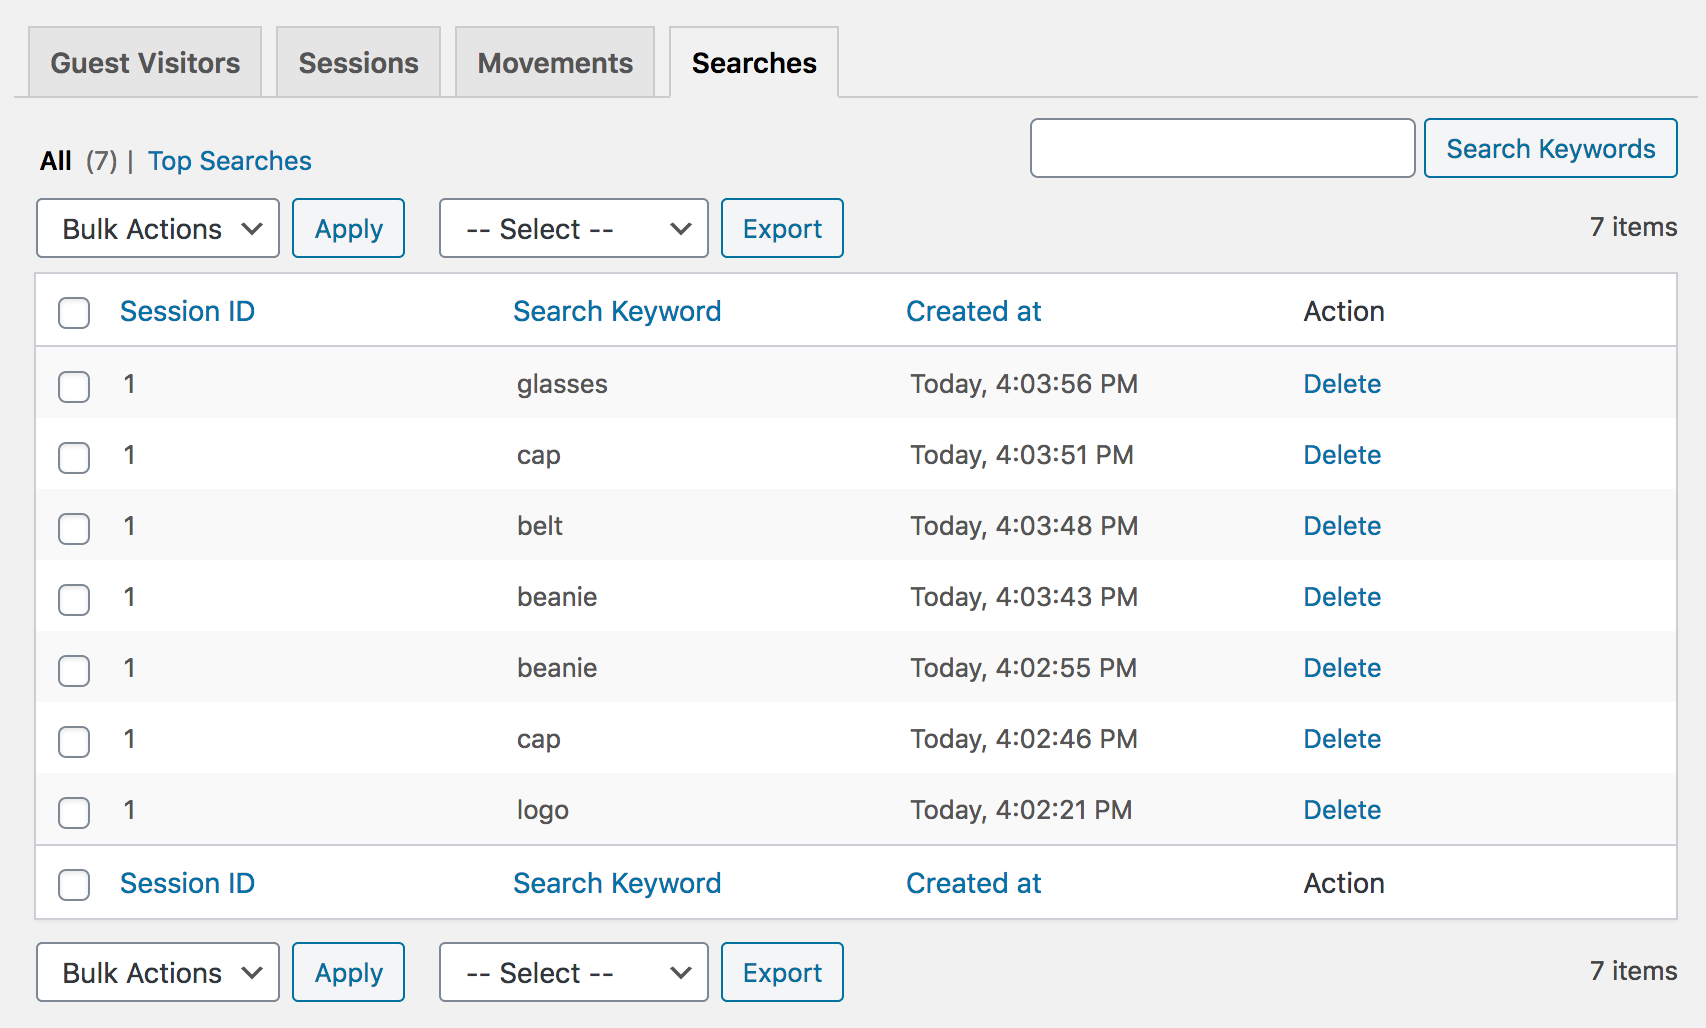 Guest Visitors Sessions Movements Searches
All (7) | Top Searches Search Keywords
Bulk Actions Apply -- Select -- Export 7 items
Session ID Search Keyword Created at Action
1 glasses Today, 4:03:56 PM Delete
1 cap Today, 4:03:51 PM Delete
1 belt Today, 4:03:48 PM Delete
1 beanie Today, 4:03:43 PM Delete
1 beanie Today, 4:02:55 PM Delete
1 cap Today, 4:02:46 PM Delete
1 logo Today, 4:02:21 PM Delete
Session ID Search Keyword Created at Action
Bulk Actions Apply -- Select -- Export 7 items